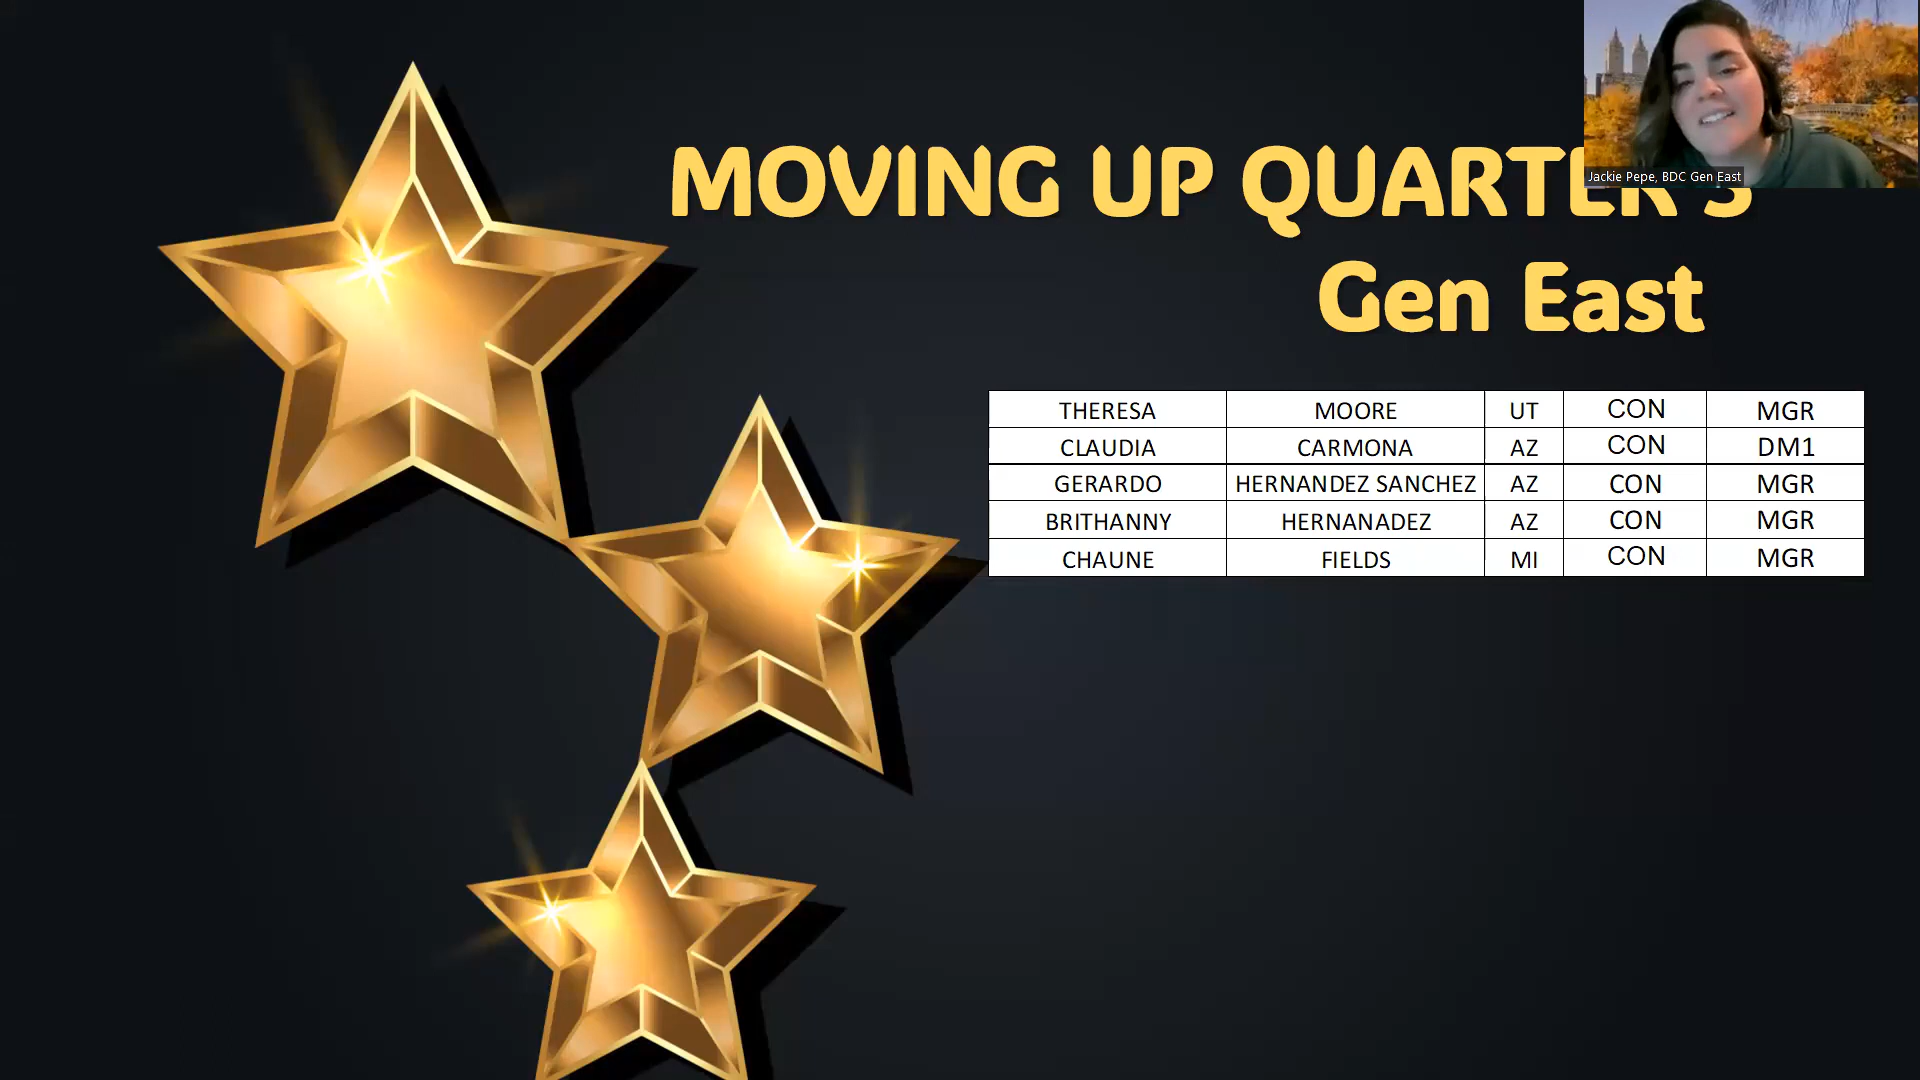 MOVING UP QUARTER 3
Gen East
Jackie Pepe, BDC Gen East
THERESA MOORE UT CON MGR
CLAUDIA CARMONA AZ CON DM1
GERARDO HERNANDEZ SANCHEZ AZ CON MGR
BRITHANNY HERNANADEZ AZ CON MGR
CHAUNE FIELDS MI CON MGR